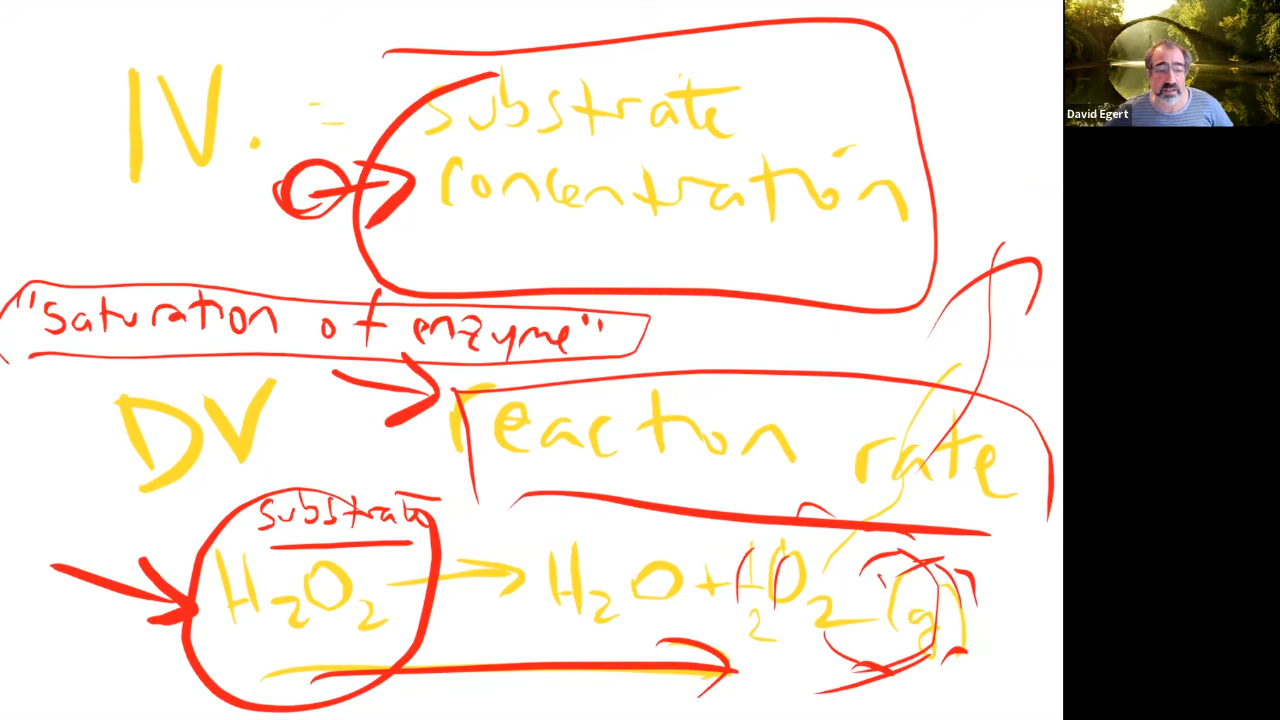 IV. = substrate
concentration
"saturation of enzyme"
DV reaction rate
substrate
H₂O₂ → H₂O + ½O₂ (g)
David Egert